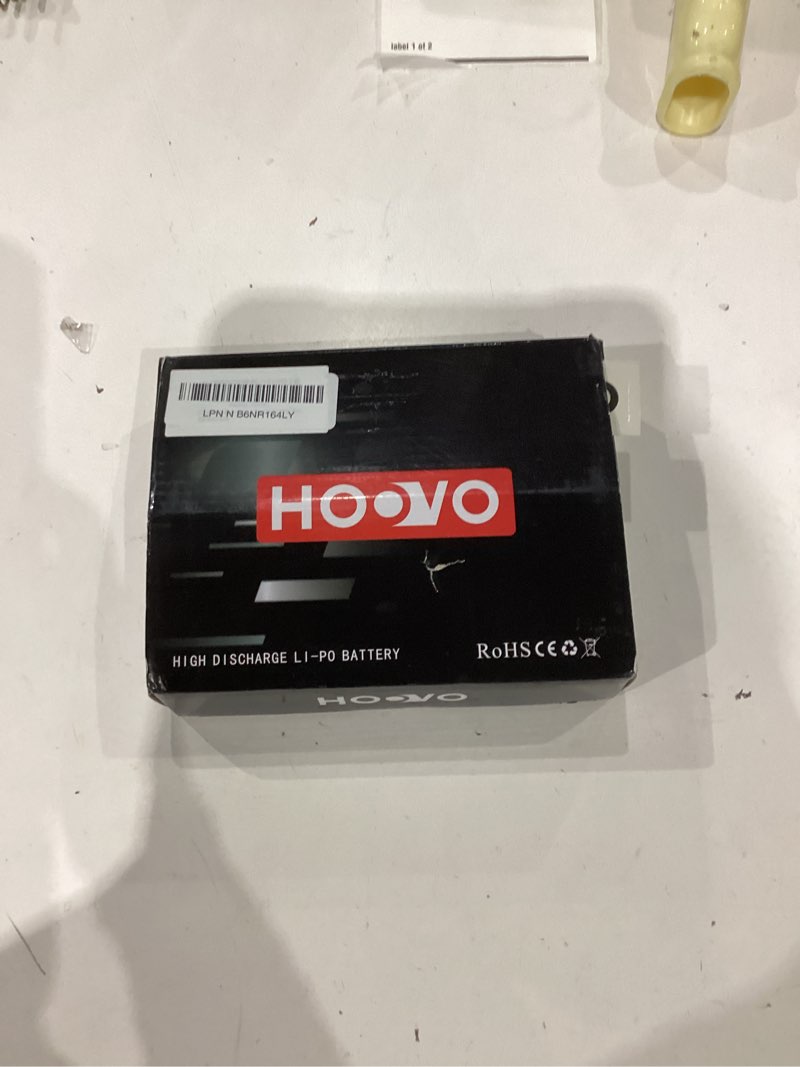 label 1 of 2
LPN N B6NR164LY
HOOVO
HIGH DISCHARGE LI-PO BATTERY
RoHS CE
HOOVO